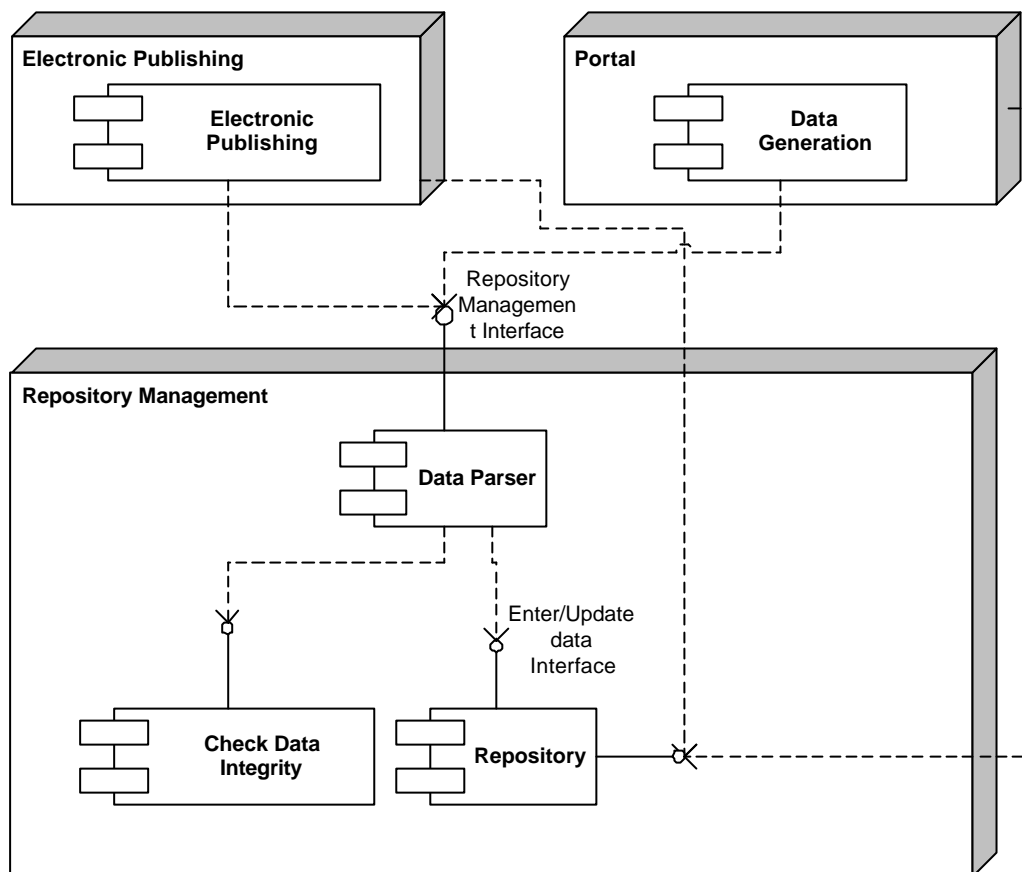 Electronic Publishing
Electronic
Publishing
Portal
Data
Generation
Repository
Managemen
t Interface
Repository Management
Data Parser
Enter/Update
data
Interface
Check Data
Integrity
Repository